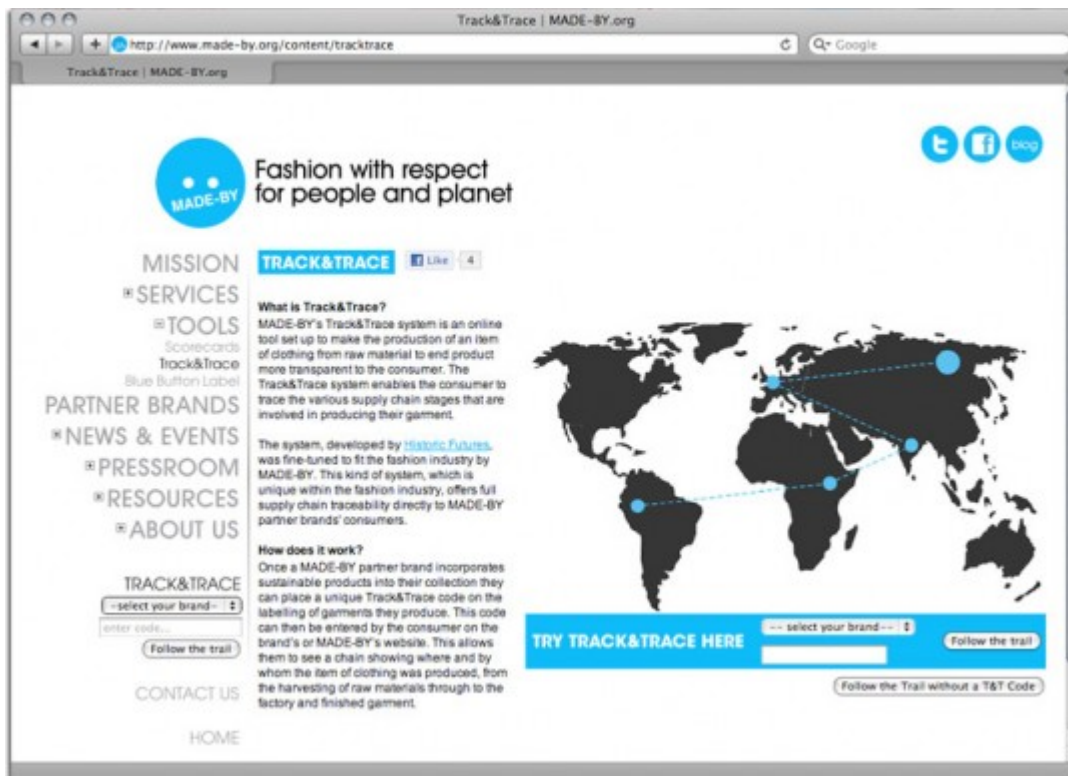 Track&Trace | MADE-BY.org
http://www.made-by.org/content/tracktrace
Google
Track&Trace | MADE-BY.org
MADE-BY
Fashion with respect
for people and planet
blog
MISSION
SERVICES
TOOLS
Scorecards
Track&Trace
Blue Button Label
PARTNER BRANDS
NEWS & EVENTS
PRESSROOM
RESOURCES
ABOUT US
TRACK&TRACE
-select your brand-
enter code...
Follow the trail
CONTACT US
HOME
TRACK&TRACE
Like 4
What is Track&Trace?
MADE-BY's Track&Trace system is an online
tool set up to make the production of an item
of clothing from raw material to end product
more transparent to the consumer. The
Track&Trace system enables the consumer to
trace the various supply chain stages that are
involved in producing their garment.
The system, developed by Historic Futures,
was fine-tuned to fit the fashion industry by
MADE-BY. This kind of system, which is
unique within the fashion industry, offers full
supply chain traceability directly to MADE-BY
partner brands' consumers.
How does it work?
Once a MADE-BY partner brand incorporates
sustainable products into their collection they
can place a unique Track&Trace code on the
labelling of garments they produce. This code
can then be entered by the consumer on the
brand's or MADE-BY's website. This allows
them to see a chain showing where and by
whom the item of clothing was produced, from
the harvesting of raw materials through to the
factory and finished garment.
TRY TRACK&TRACE HERE
-- select your brand--
Follow the trail
Follow the Trail without a T&T Code